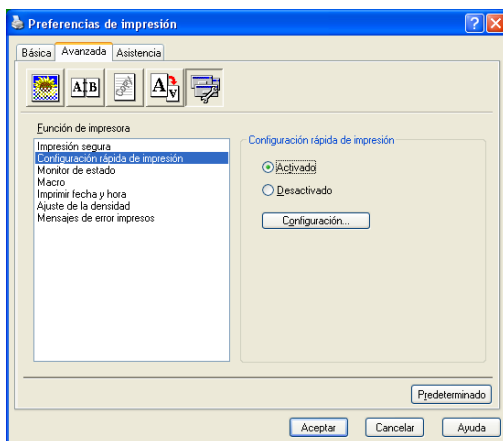 Preferencias de impresión
Básica
Avanzada
Asistencia
A B
A A
Función de impresora
Impresión segura
Configuración rápida de impresión
Monitor de estado
Macro
Imprimir fecha y hora
Ajuste de la densidad
Mensajes de error impresos
Configuración rápida de impresión
Activado
Desactivado
Configuración...
Predeterminado
Aceptar
Cancelar
Ayuda